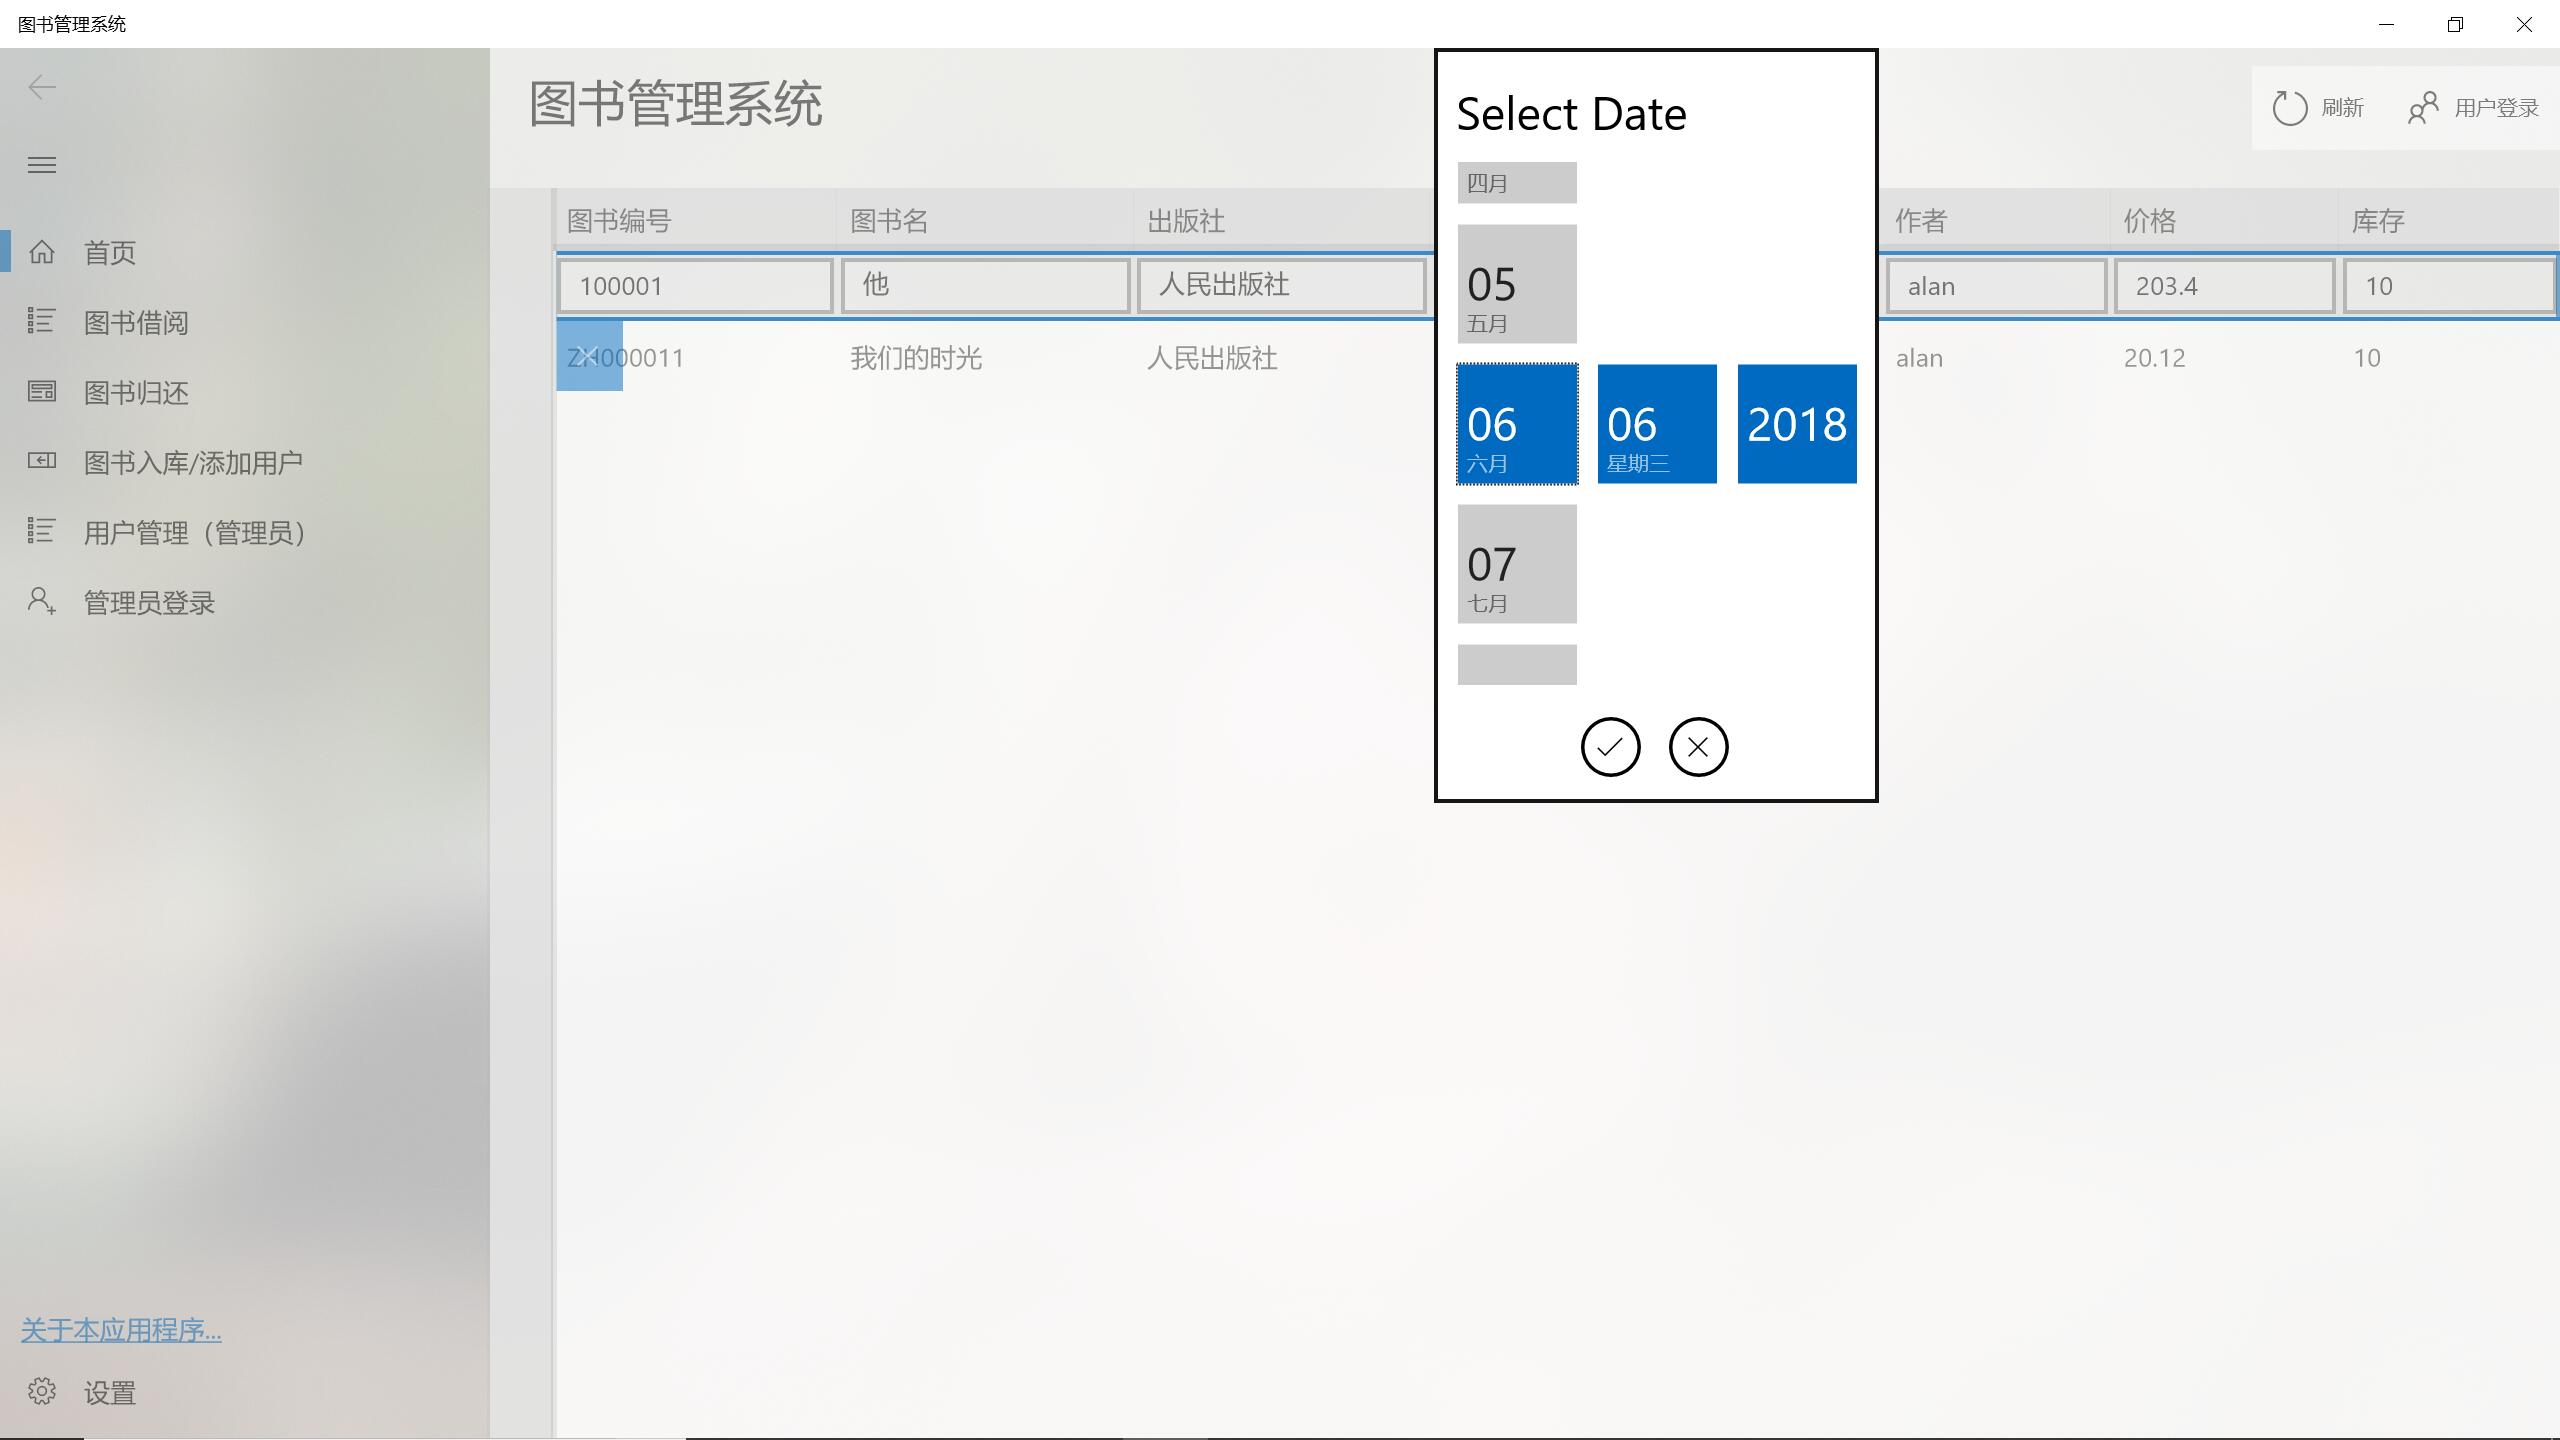 图书管理系统
图书管理系统
刷新 用户登录
首页
图书借阅
图书归还
图书入库/添加用户
用户管理（管理员）
管理员登录
关于本应用程序...
设置
图书编号 图书名 出版社 作者 价格 库存
100001 他 人民出版社 alan 203.4 10
ZH000011 我们的时光 人民出版社 alan 20.12 10
Select Date
四月
05
五月
06 06 2018
六月 星期三
07
七月